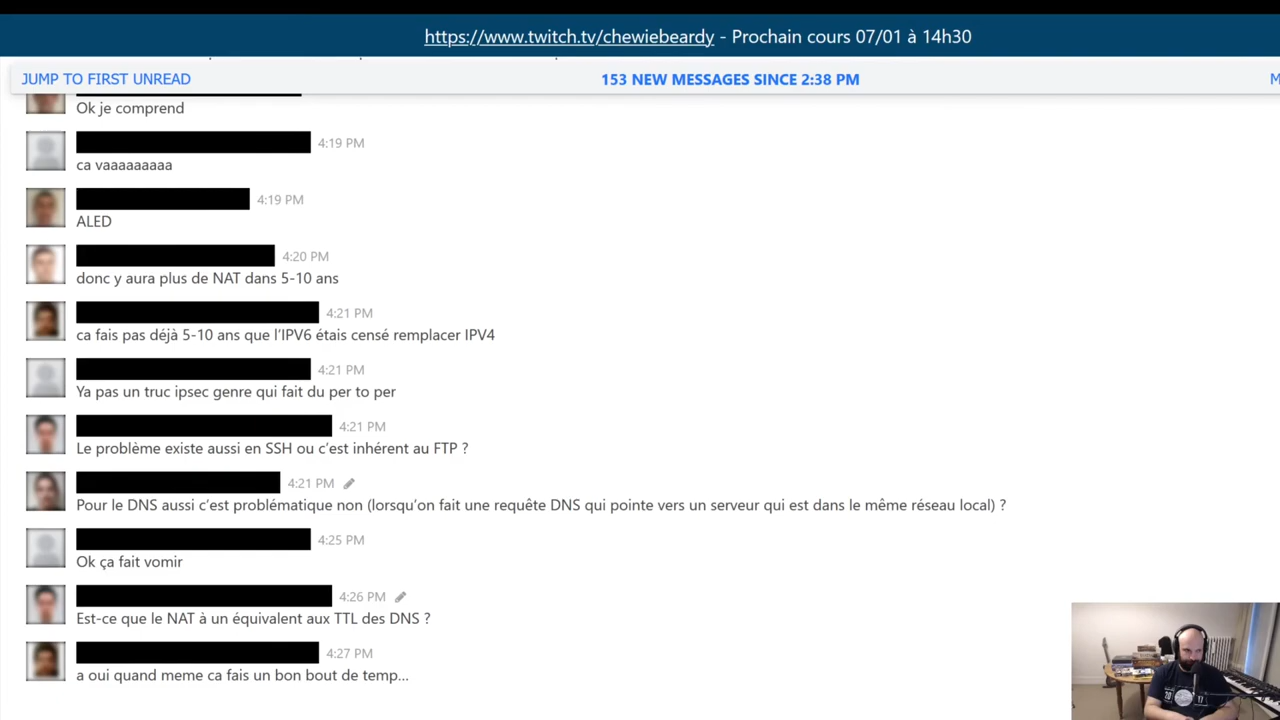 https://www.twitch.tv/chewiebeardy - Prochain cours 07/01 à 14h30
JUMP TO FIRST UNREAD
153 NEW MESSAGES SINCE 2:38 PM
M
Ok je comprend
4:19 PM
ca vaaaaaaaaa
4:19 PM
ALED
4:20 PM
donc y aura plus de NAT dans 5-10 ans
4:21 PM
ca fais pas déjà 5-10 ans que l’IPV6 étais censé remplacer IPV4
4:21 PM
Ya pas un truc ipsec genre qui fait du per to per
4:21 PM
Le problème existe aussi en SSH ou c’est inhérent au FTP ?
4:21 PM
Pour le DNS aussi c’est problématique non (lorsqu’on fait une requête DNS qui pointe vers un serveur qui est dans le même réseau local) ?
4:25 PM
Ok ça fait vomir
4:26 PM
Est-ce que le NAT à un équivalent aux TTL des DNS ?
4:27 PM
a oui quand meme ca fais un bon bout de temp...